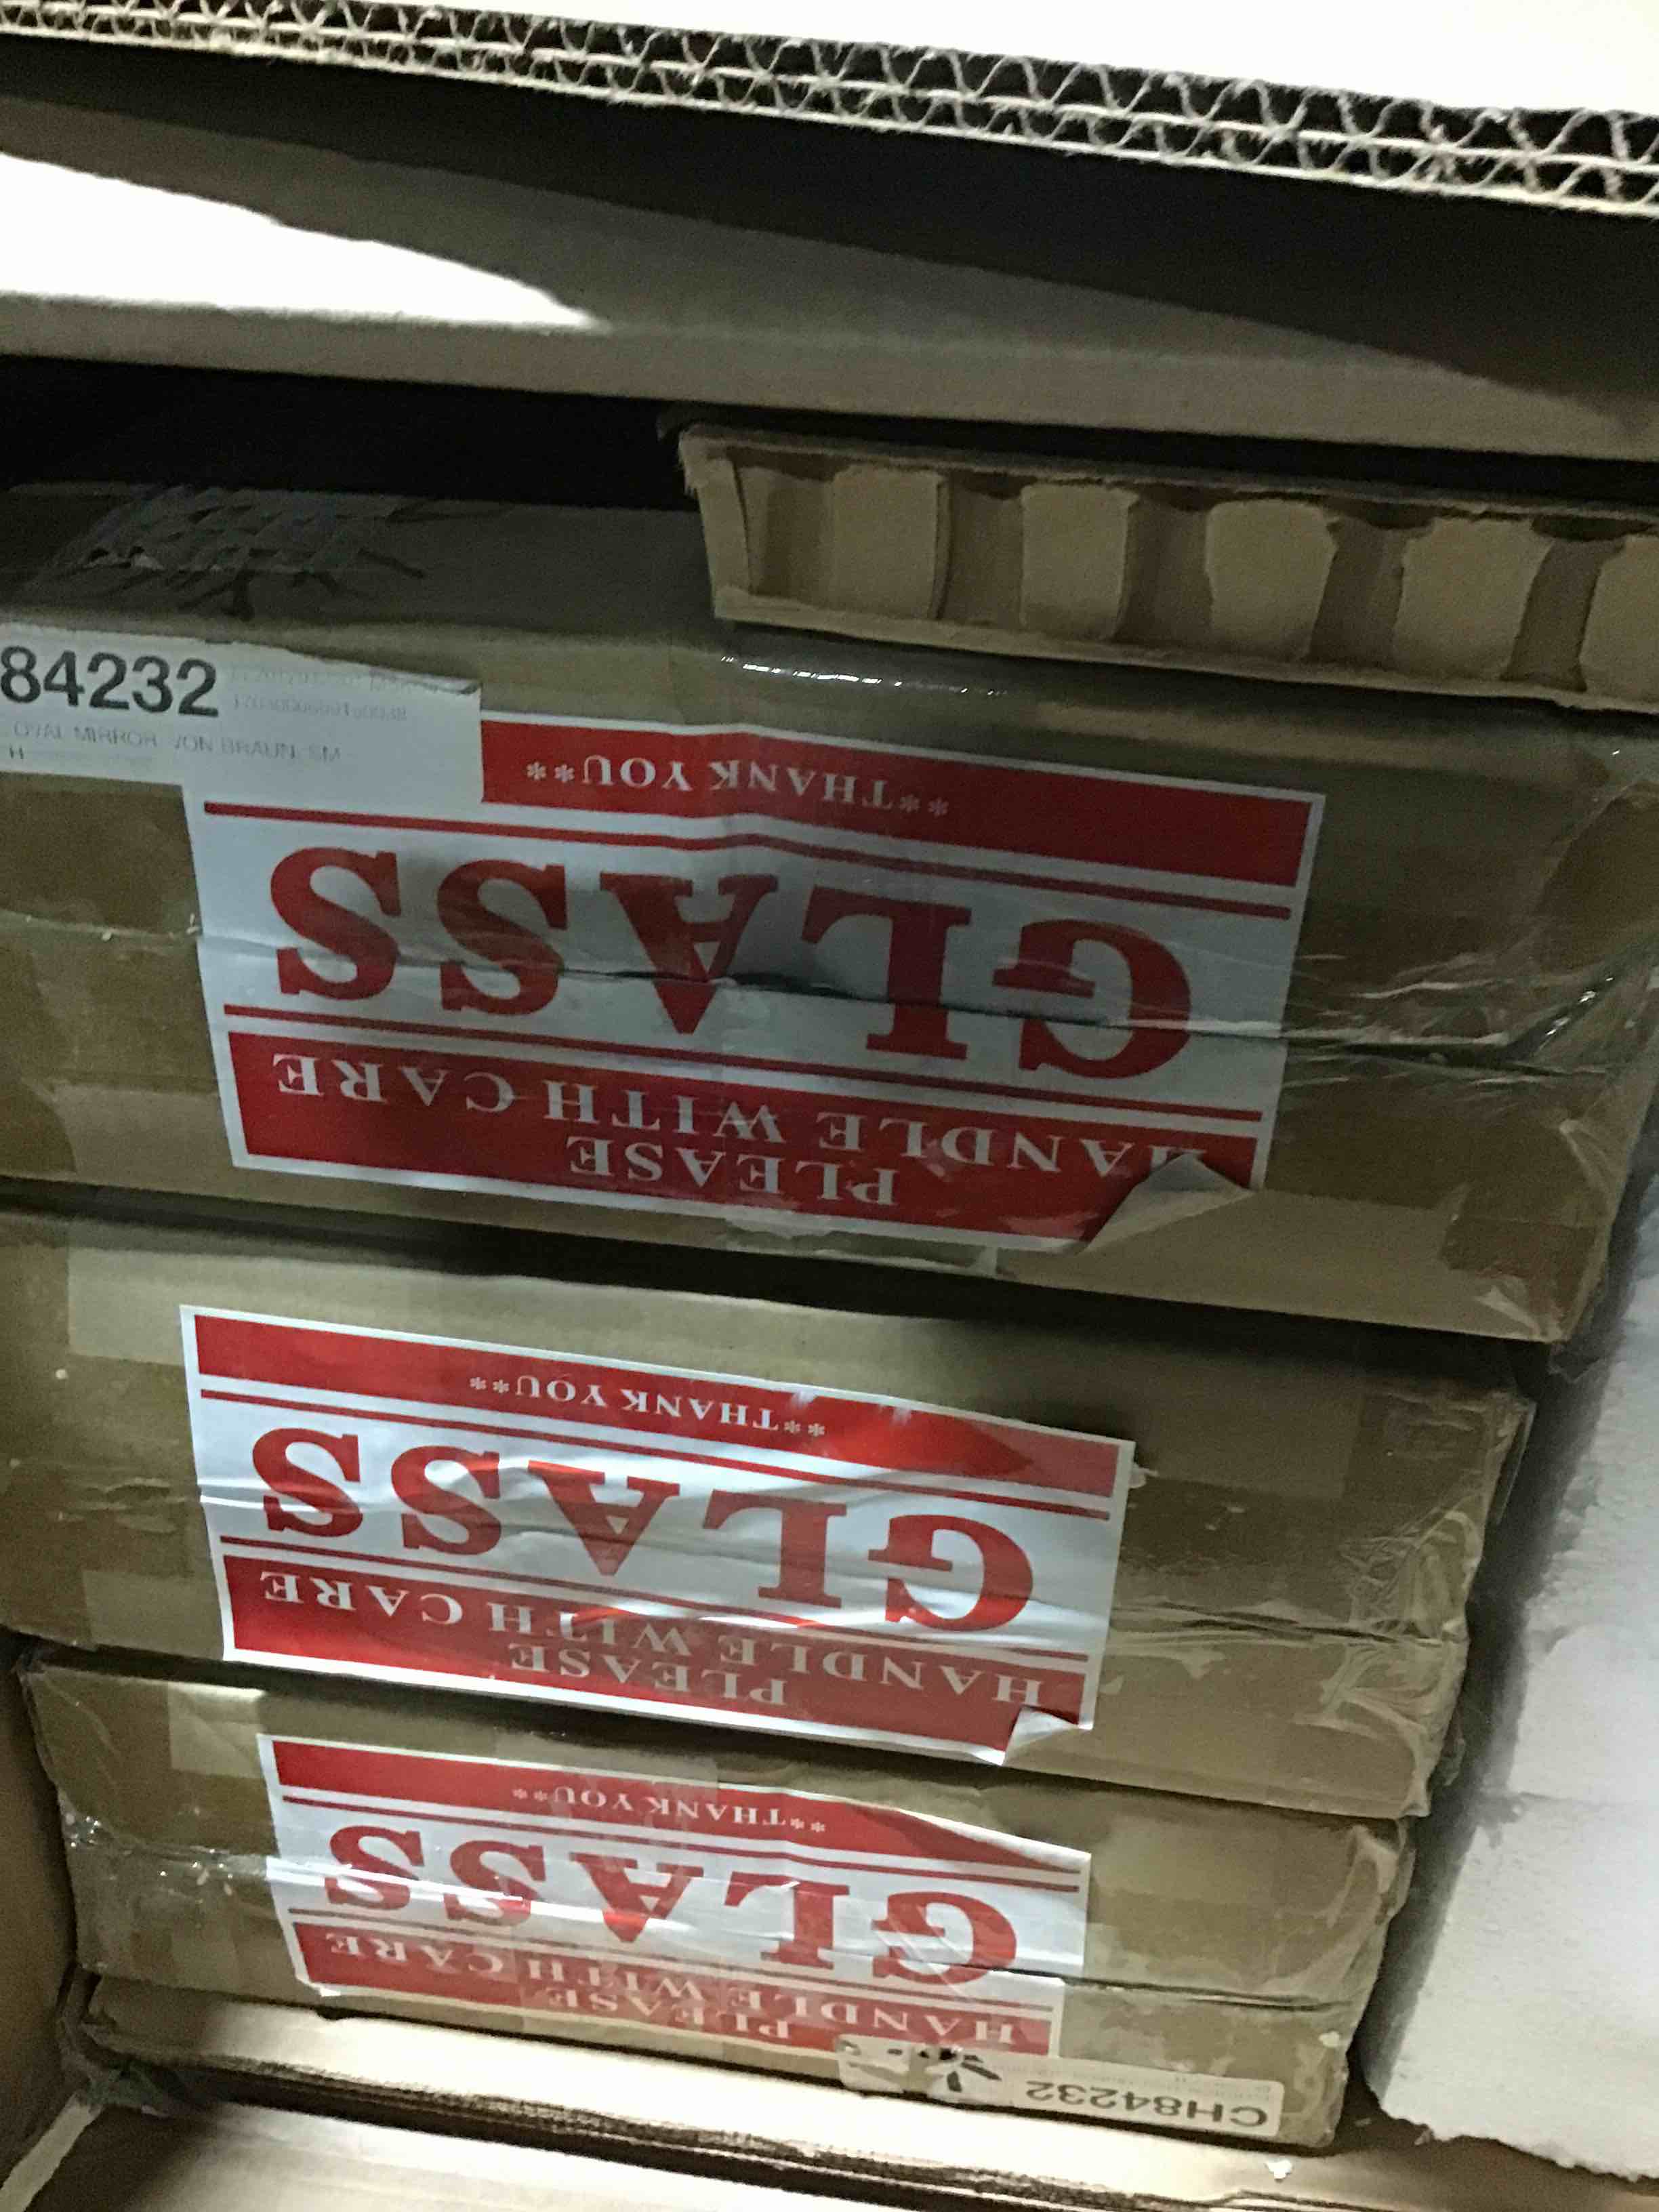 84232
OVAL MIRROR VON BRAUN, SM
H
PLEASE
HANDLE WITH CARE
GLASS
**THANK YOU**
PLEASE
HANDLE WITH CARE
GLASS
**THANK YOU**
PLEASE
HANDLE WITH CARE
GLASS
**THANK YOU**
CH84232